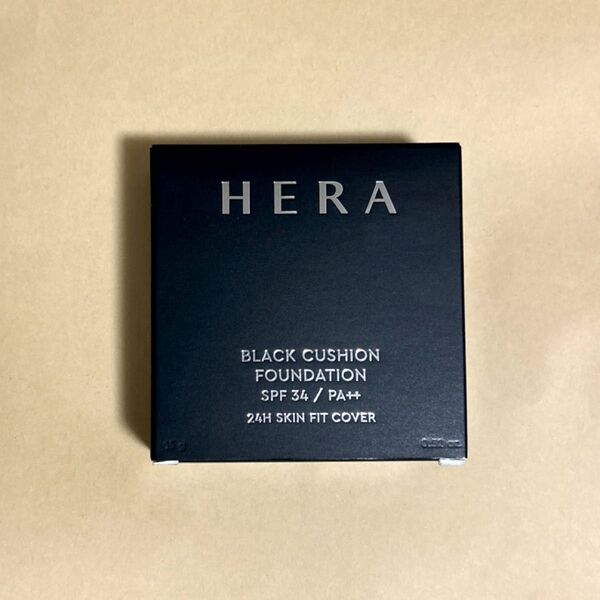 HERA
BLACK CUSHION
FOUNDATION
SPF 34 / PA++
24H SKIN FIT COVER